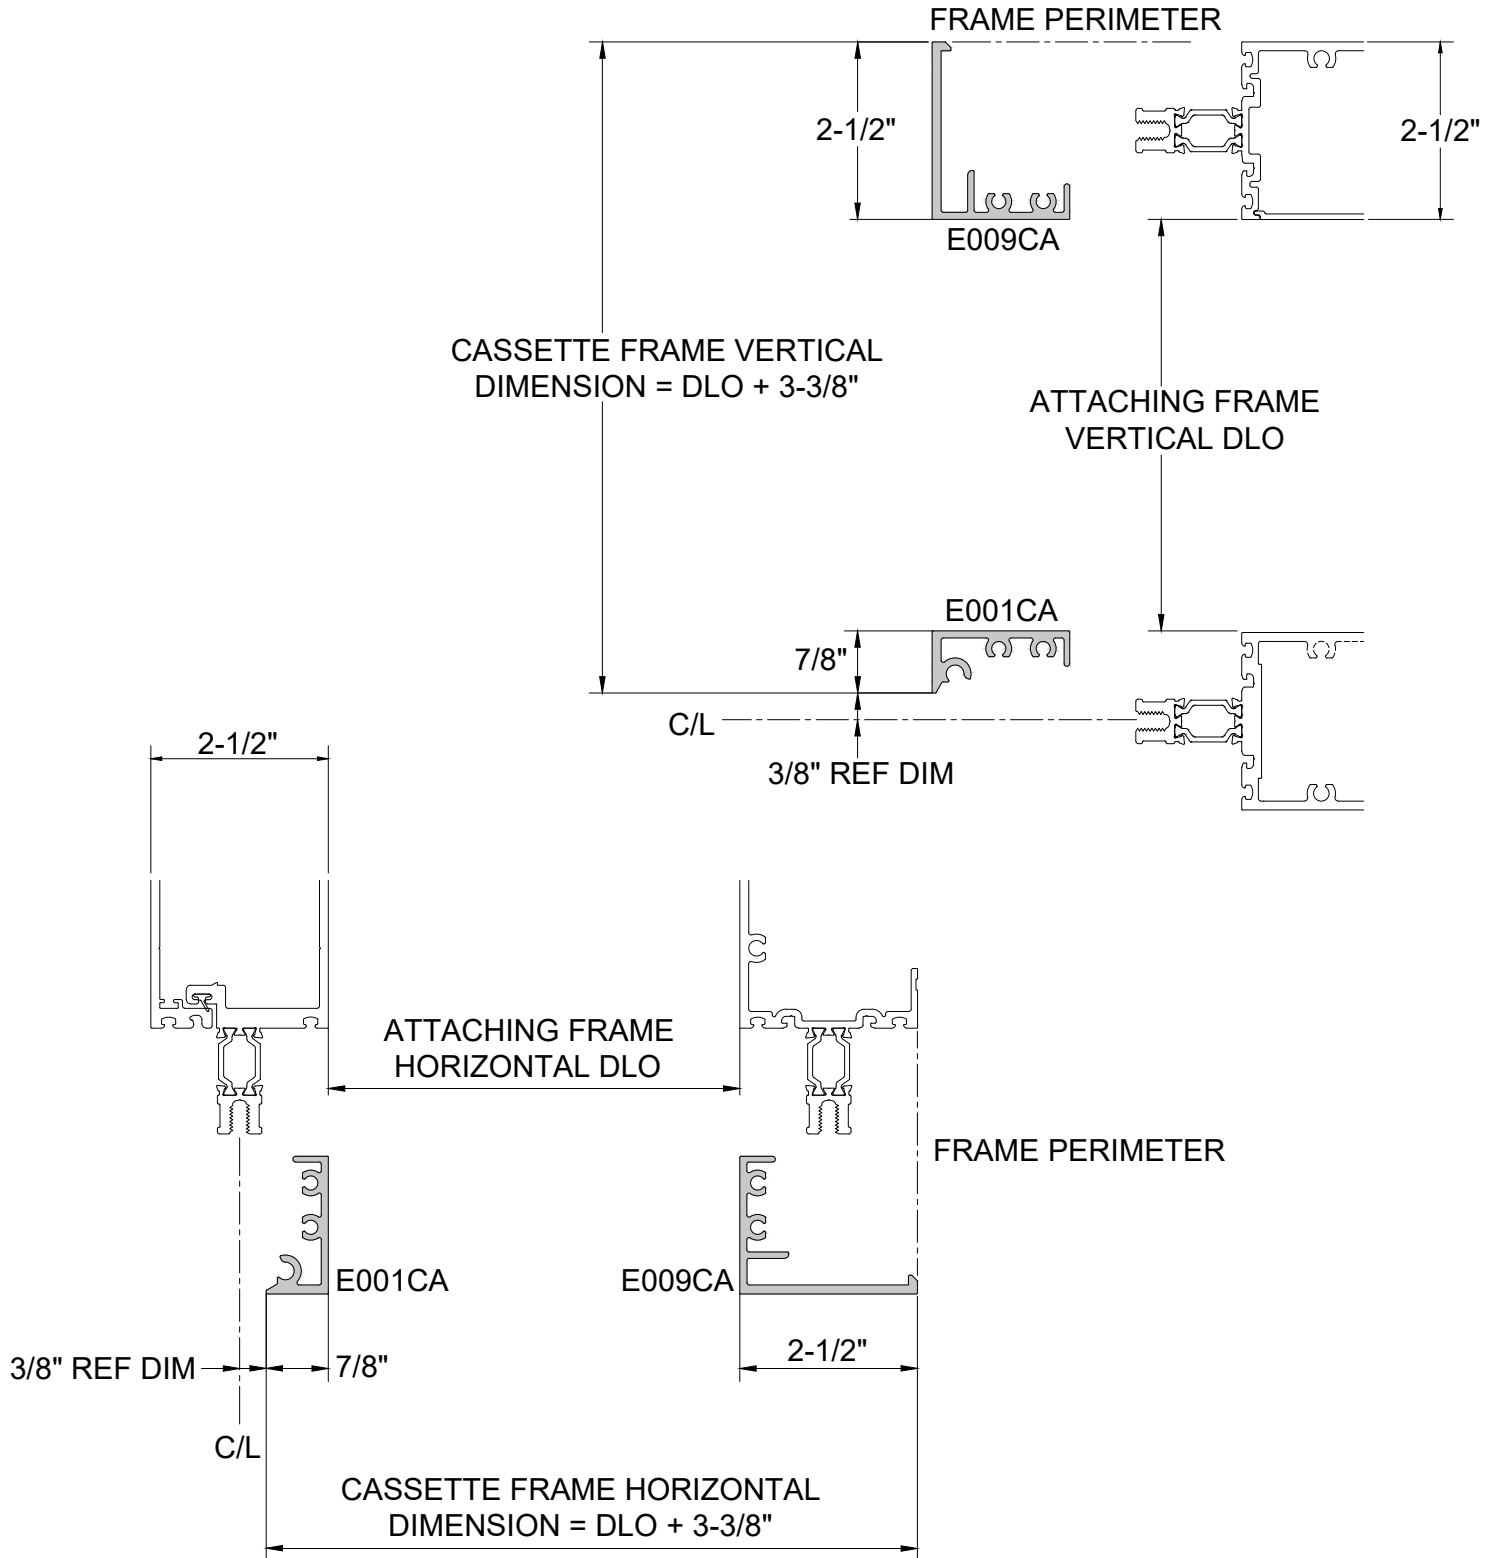 FRAME PERIMETER
2-1/2"
2-1/2"
E009CA
CASSETTE FRAME VERTICAL
DIMENSION = DLO + 3-3/8"
ATTACHING FRAME
VERTICAL DLO
E001CA
7/8"
C/L
3/8" REF DIM
2-1/2"
ATTACHING FRAME
HORIZONTAL DLO
FRAME PERIMETER
E001CA
E009CA
3/8" REF DIM
7/8"
2-1/2"
C/L
CASSETTE FRAME HORIZONTAL
DIMENSION = DLO + 3-3/8"